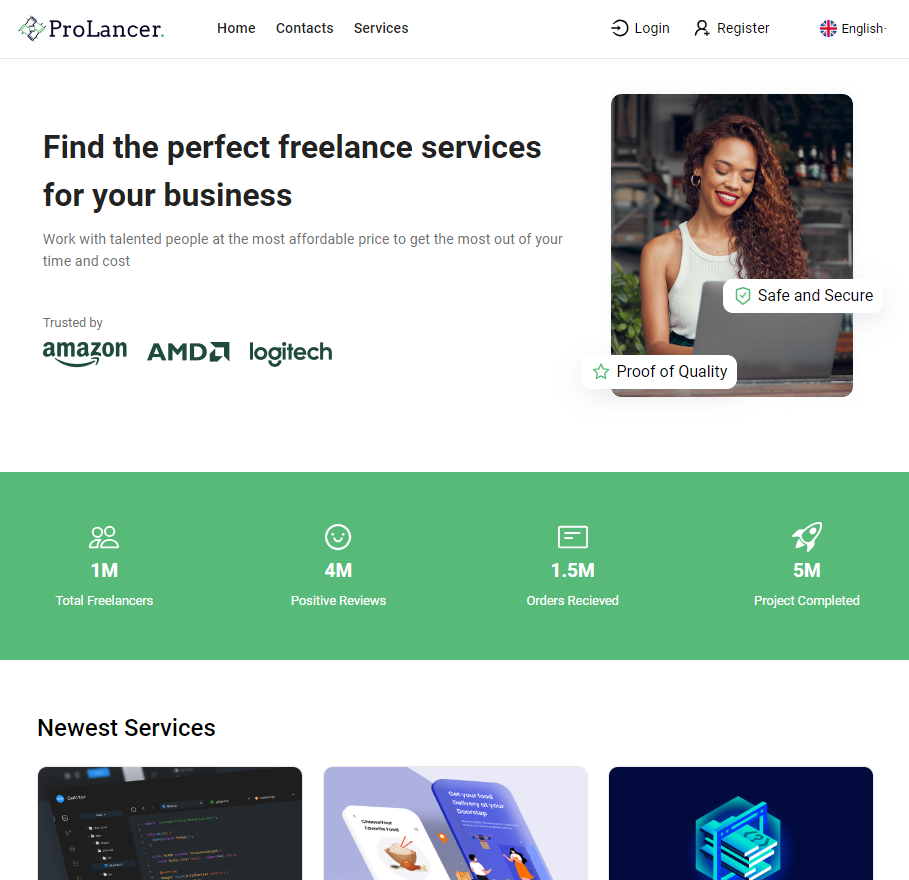 ProLancer.
Home Contacts Services
Login Register
English
Find the perfect freelance services
for your business
Work with talented people at the most affordable price to get the most out of your
time and cost
Trusted by
amazon AMD logitech
Safe and Secure
Proof of Quality
1M
Total Freelancers
4M
Positive Reviews
1.5M
Orders Recieved
5M
Project Completed
Newest Services
Choose Your
Favorite Food
Get your food
Delivery at your
Doorstep